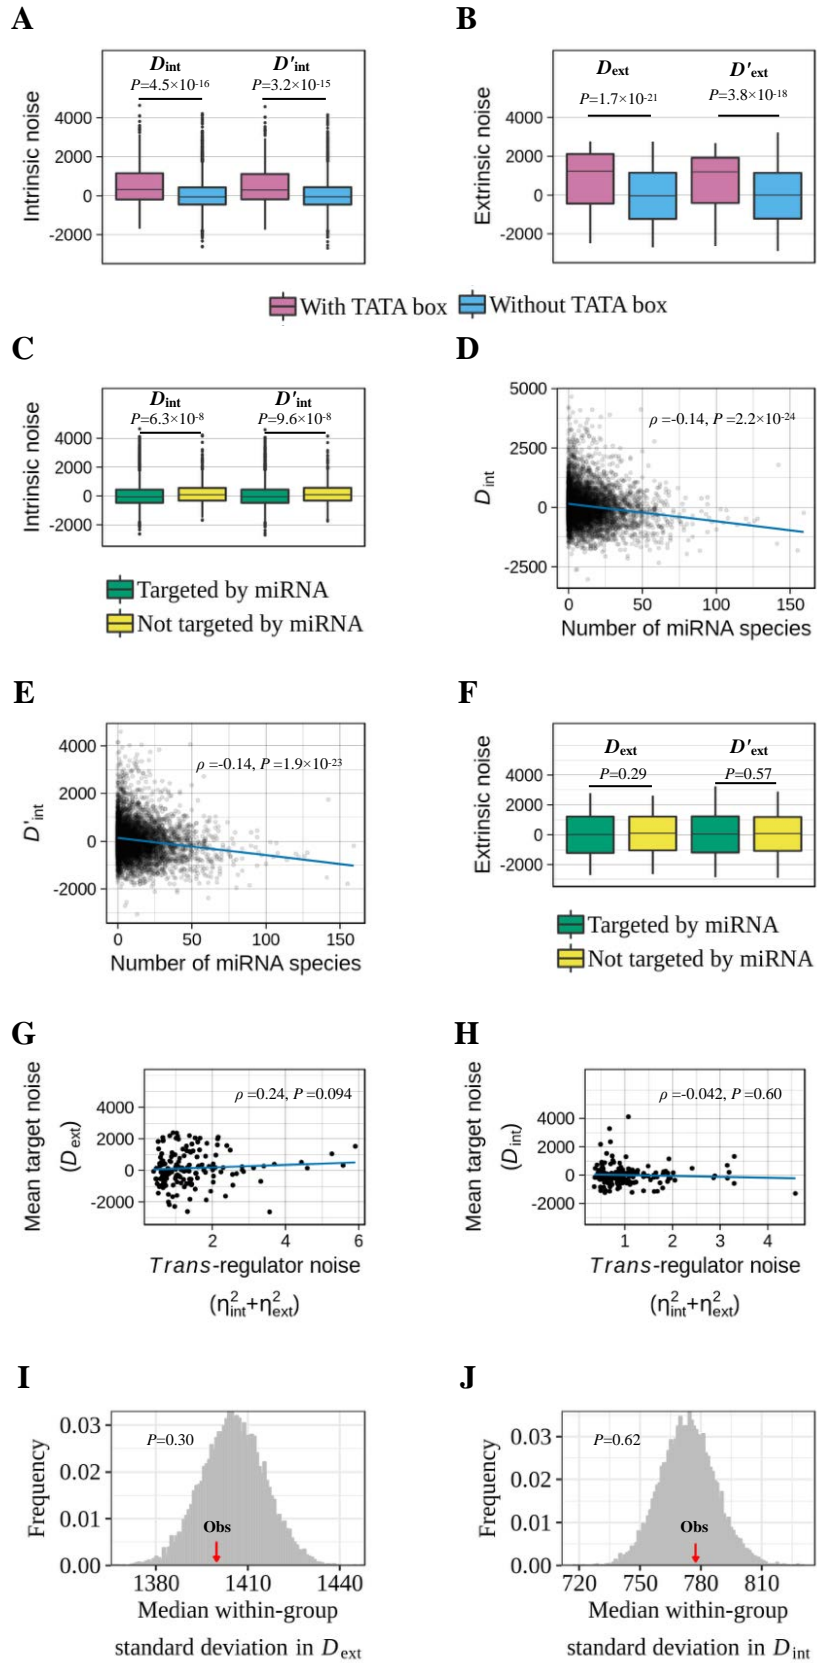 A
B
D_int
D'_int
P=4.5×10^-16
P=3.2×10^-15
Intrinsic noise
4000
2000
0
-2000
D_ext
D'_ext
P=1.7×10^-21
P=3.8×10^-18
Extrinsic noise
4000
2000
0
-2000
With TATA box
Without TATA box
C
D
D_int
D'_int
P=6.3×10^-8
P=9.6×10^-8
Intrinsic noise
4000
2000
0
-2000
Targeted by miRNA
Not targeted by miRNA
ρ =-0.14, P =2.2×10^-24
D_int
5000
2500
0
-2500
0 50 100 150
Number of miRNA species
E
F
ρ =-0.14, P =1.9×10^-23
D'_int
4000
2000
0
-2000
0 50 100 150
Number of miRNA species
D_ext
D'_ext
P=0.29
P=0.57
Extrinsic noise
4000
2000
0
-2000
Targeted by miRNA
Not targeted by miRNA
G
H
Mean target noise
(D_ext)
ρ =0.24, P =0.094
4000
2000
0
-2000
2 4 6
Trans-regulator noise
(η²_int+η²_ext)
Mean target noise
(D_int)
ρ =-0.042, P =0.60
4000
2000
0
-2000
1 2 3 4
Trans-regulator noise
(η²_int+η²_ext)
I
J
Frequency
P=0.30
0.03
0.02
0.01
0.00
Obs
1380 1410 1440
Median within-group
standard deviation in D_ext
Frequency
P=0.62
0.03
0.02
0.01
0.00
Obs
720 750 780 810
Median within-group
standard deviation in D_int